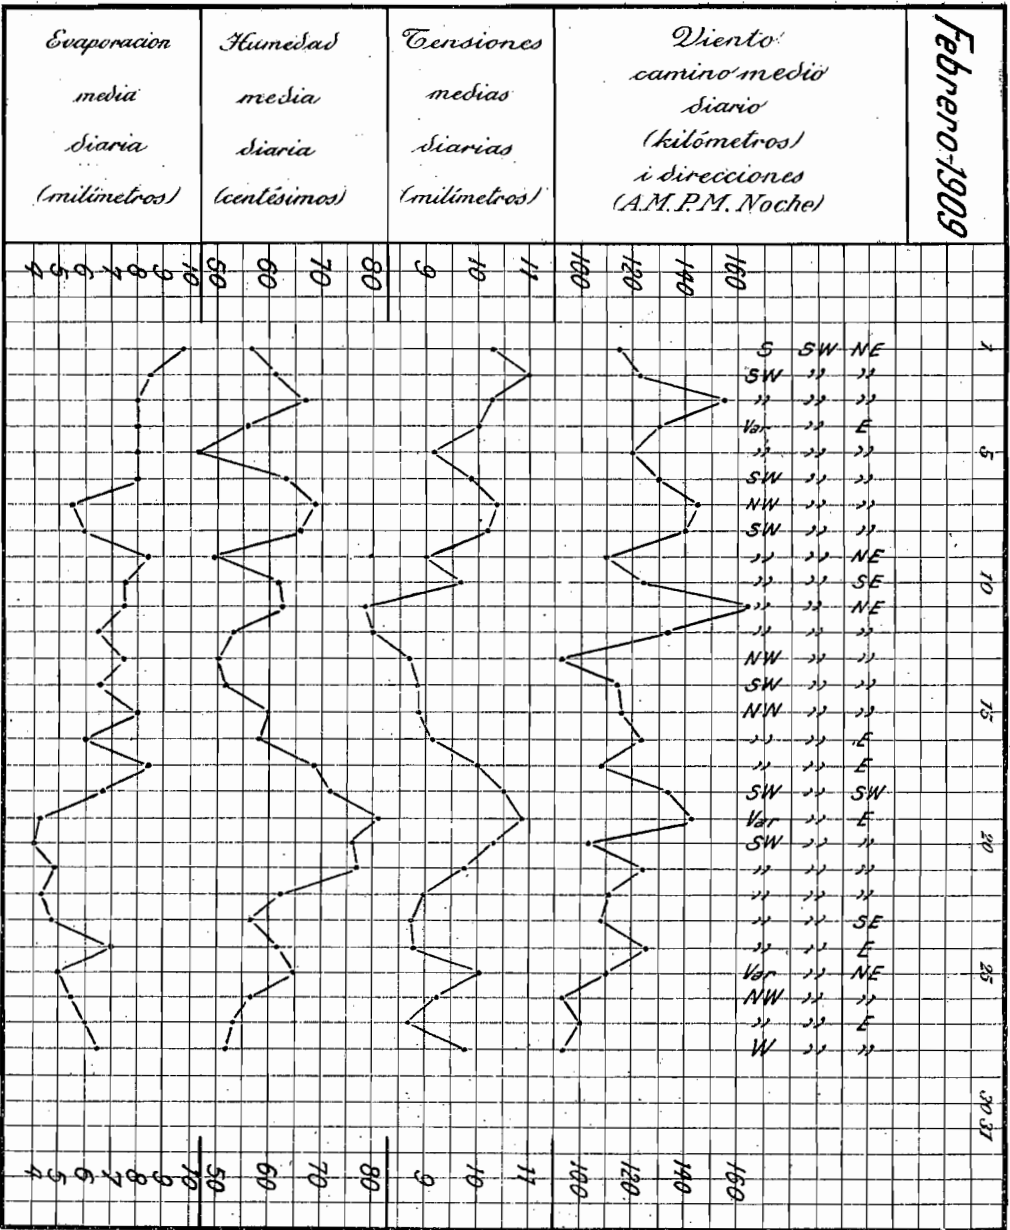 Evaporacion
media
diaria
(milímetros)
Humedad
media
diaria
(centésimos)
Tensiones
medias
diarias
(milímetros)
Viento
camino medio
diario
(kilómetros)
i direcciones
(A.M. P.M. Noche)
Febrero-1909
4 5 6 7 8 9 10 50 60 70 80 9 10 11 100 120 140 160
S SW NE 1
SW ,, ,,
,, ,, ,,
Var ,, E
,, ,, ,, 5
SW ,, ,,
NW ,, ,,
SW ,, ,,
,, ,, NE
,, ,, SE 10
,, ,, NE
,, ,, ,,
NW ,, ,,
SW ,, ,,
NW ,, ,, 15
,, ,, E
,, ,, E
SW ,, SW
Var ,, E
SW ,, ,, 20
,, ,, ,,
,, ,, ,,
,, ,, SE
,, ,, E
Var ,, NE 25
NW ,, ,,
,, ,, E
W ,, ,,
30 31
4 5 6 7 8 9 10 50 60 70 80 9 10 11 100 120 140 160